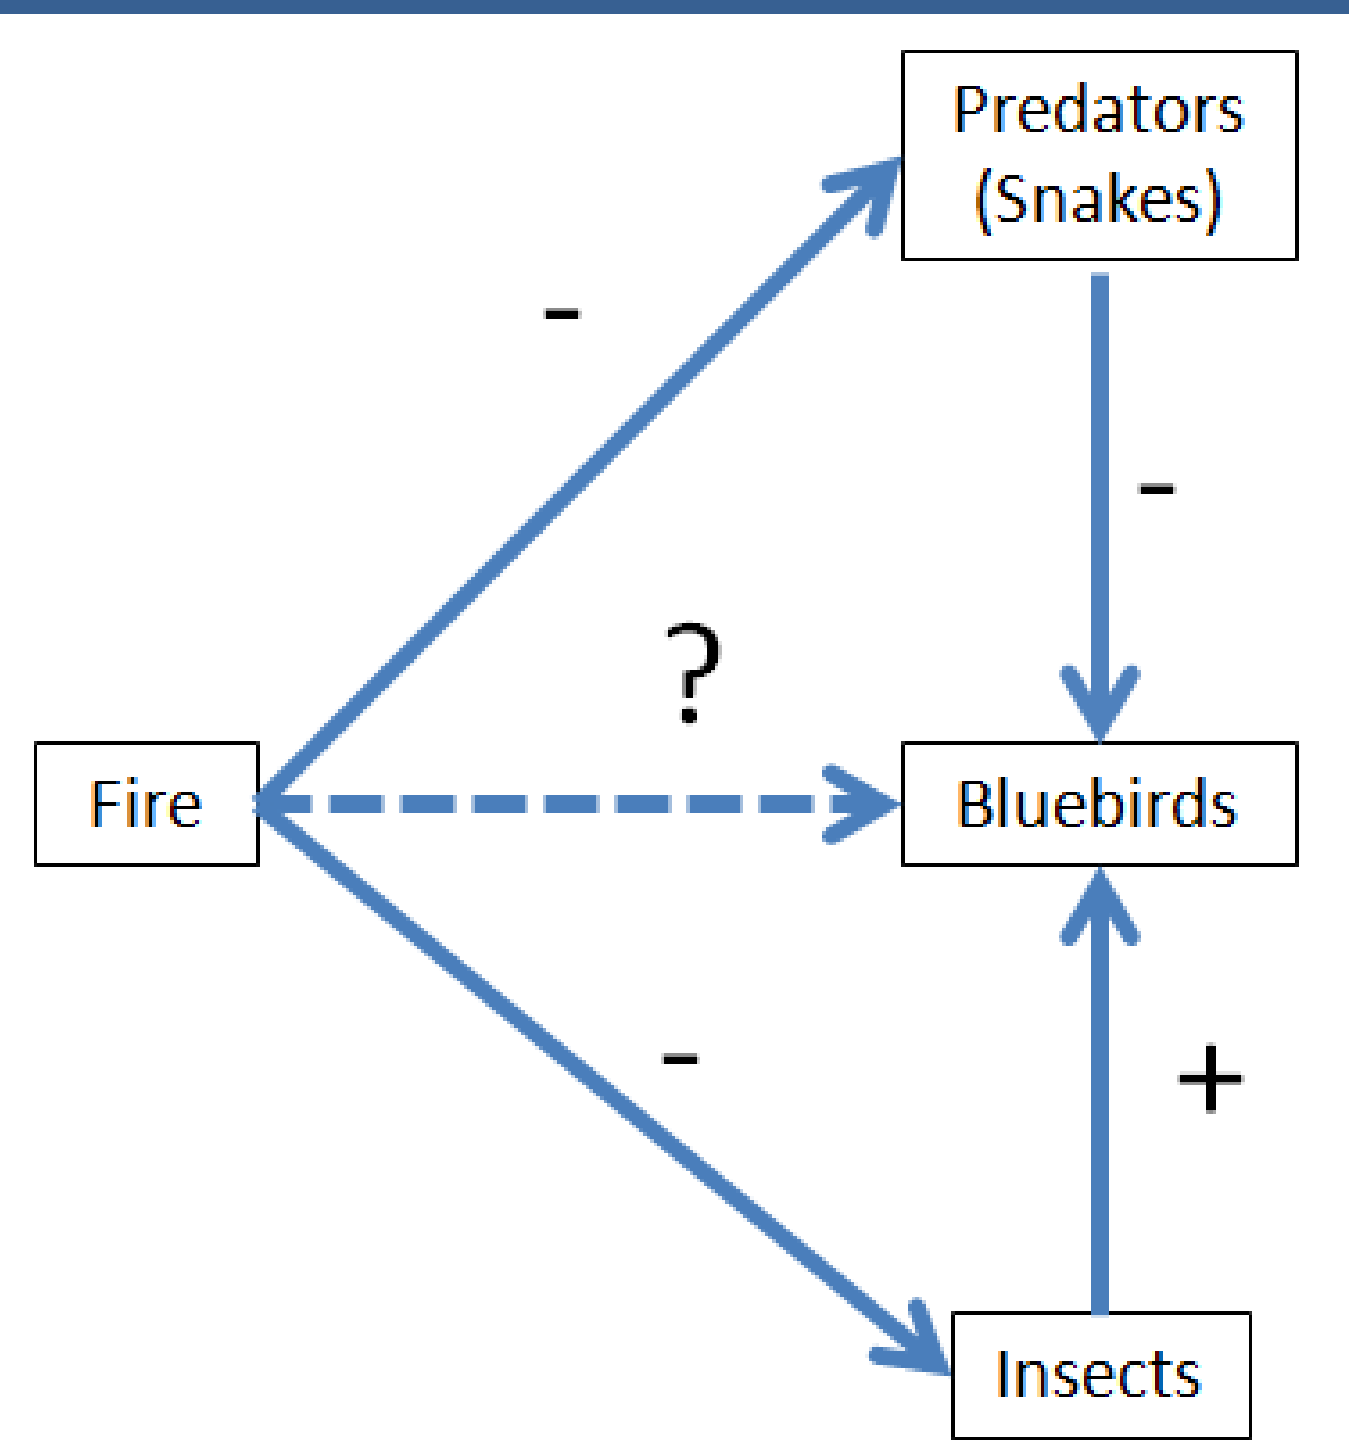 Predators
(Snakes)
-
-
?
Fire
Bluebirds
-
+
Insects